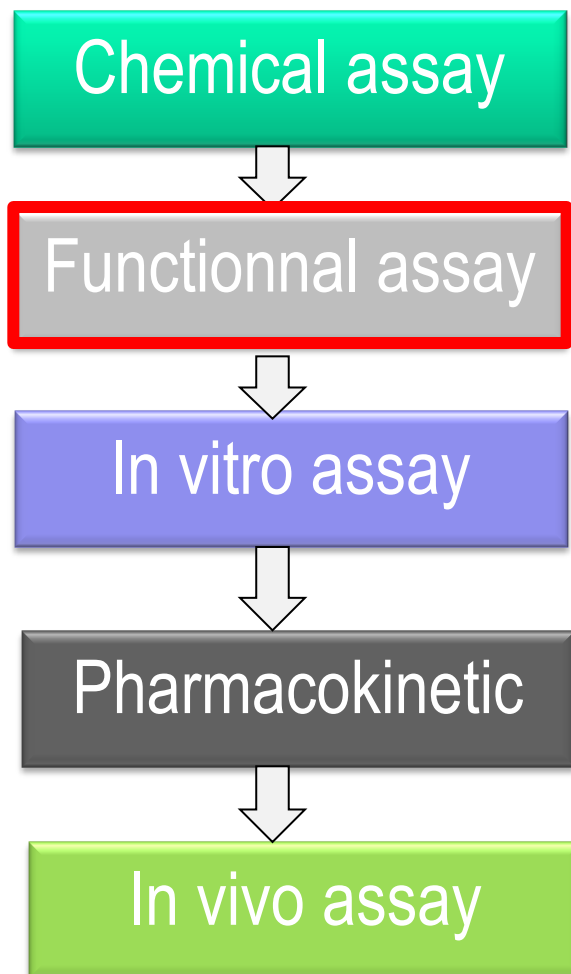 Chemical assay
Functionnal assay
In vitro assay
Pharmacokinetic
In vivo assay